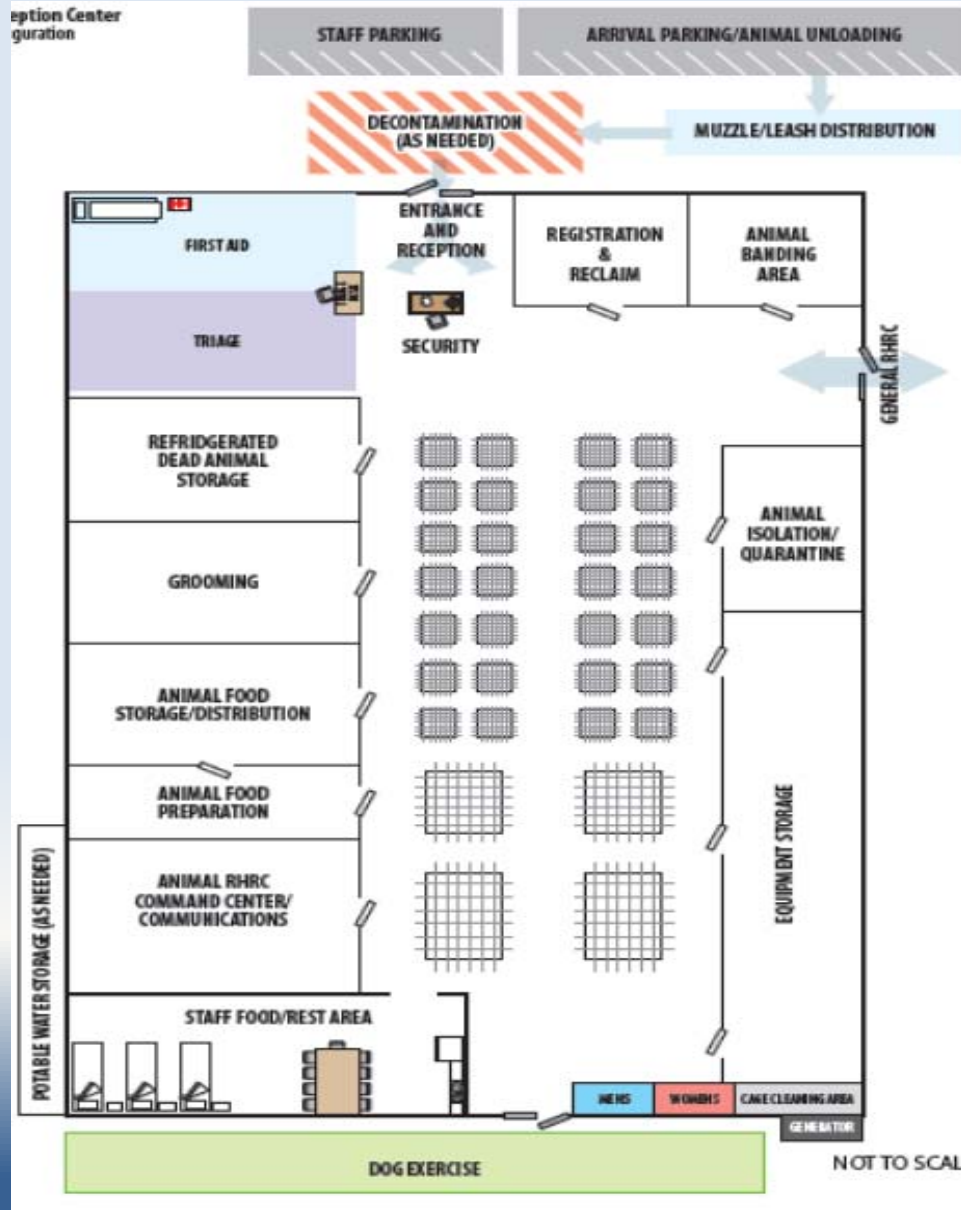 eption Center
guration
STAFF PARKING
ARRIVAL PARKING/ANIMAL UNLOADING
DECONTAMINATION
(AS NEEDED)
MUZZLE/LEASH DISTRIBUTION
FIRST AID
ENTRANCE
AND
RECEPTION
REGISTRATION
&
RECLAIM
ANIMAL
BANDING
AREA
TRIAGE
SECURITY
GENERAL RHRC
REFRIDGERATED
DEAD ANIMAL
STORAGE
ANIMAL
ISOLATION/
QUARANTINE
GROOMING
ANIMAL FOOD
STORAGE/DISTRIBUTION
ANIMAL FOOD
PREPARATION
EQUIPMENT STORAGE
ANIMAL RHRC
COMMAND CENTER/
COMMUNICATIONS
POTABLE WATER STORAGE (AS NEEDED)
STAFF FOOD/REST AREA
MENS
WOMENS
CAGE CLEANING AREA
GENERATOR
DOG EXERCISE
NOT TO SCAL